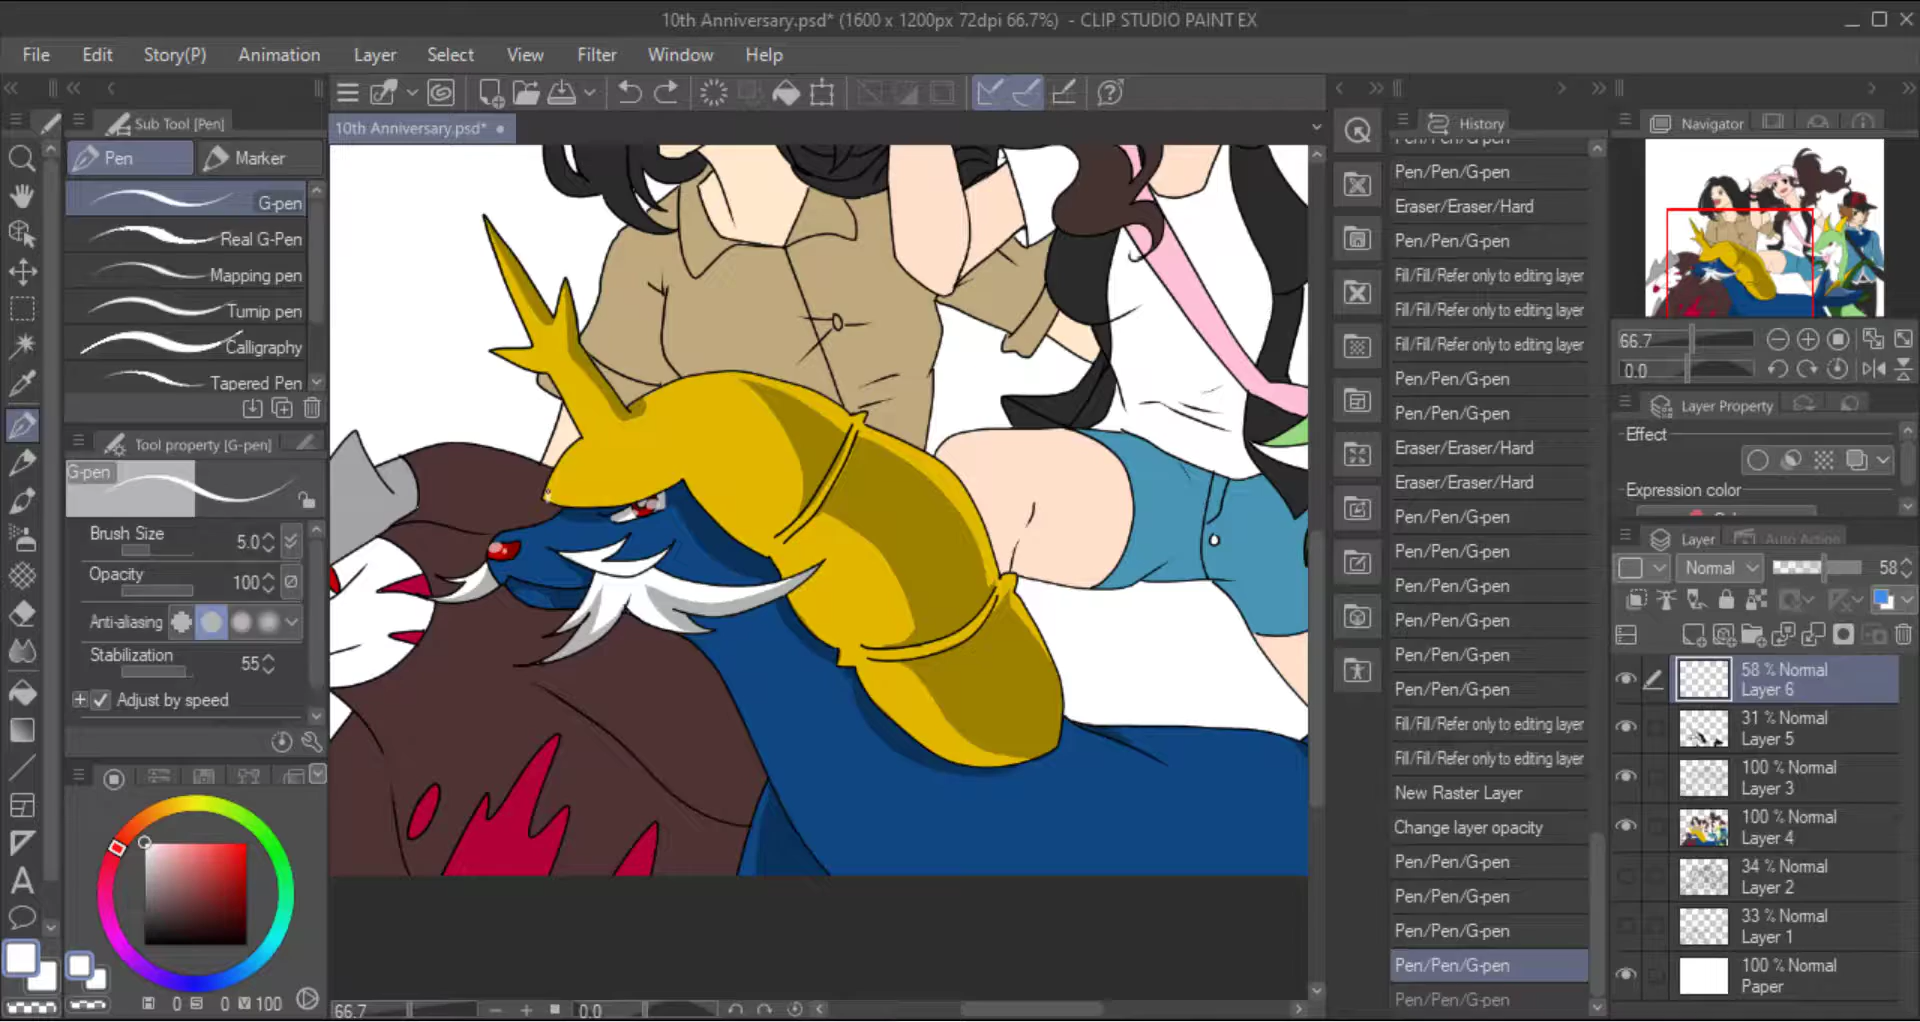 10th Anniversary.psd* (1600 x 1200px 72dpi 66.7%)  - CLIP STUDIO PAINT EX
File Edit Story(P) Animation Layer Select View Filter Window Help
Sub Tool [Pen]
Pen
Marker
G-pen
Real G-Pen
Mapping pen
Turnip pen
Calligraphy
Tapered Pen
Tool property [G-pen]
G-pen
Brush Size 5.0
Opacity 100
Anti-aliasing
Stabilization 55
Adjust by speed
H 0 S 0 V 100
10th Anniversary.psd*
66.7 0.0
History
Pen/Pen/G-pen
Pen/Pen/G-pen
Eraser/Eraser/Hard
Pen/Pen/G-pen
Fill/Fill/Refer only to editing layer
Fill/Fill/Refer only to editing layer
Fill/Fill/Refer only to editing layer
Pen/Pen/G-pen
Pen/Pen/G-pen
Eraser/Eraser/Hard
Eraser/Eraser/Hard
Pen/Pen/G-pen
Pen/Pen/G-pen
Pen/Pen/G-pen
Pen/Pen/G-pen
Pen/Pen/G-pen
Pen/Pen/G-pen
Fill/Fill/Refer only to editing layer
Fill/Fill/Refer only to editing layer
New Raster Layer
Change layer opacity
Pen/Pen/G-pen
Pen/Pen/G-pen
Pen/Pen/G-pen
Pen/Pen/G-pen
Pen/Pen/G-pen
Navigator
66.7
0.0
Layer Property
Effect
Expression color
Layer
Auto Action
Normal 58
58 % Normal
Layer 6
31 % Normal
Layer 5
100 % Normal
Layer 3
100 % Normal
Layer 4
34 % Normal
Layer 2
33 % Normal
Layer 1
100 % Normal
Paper